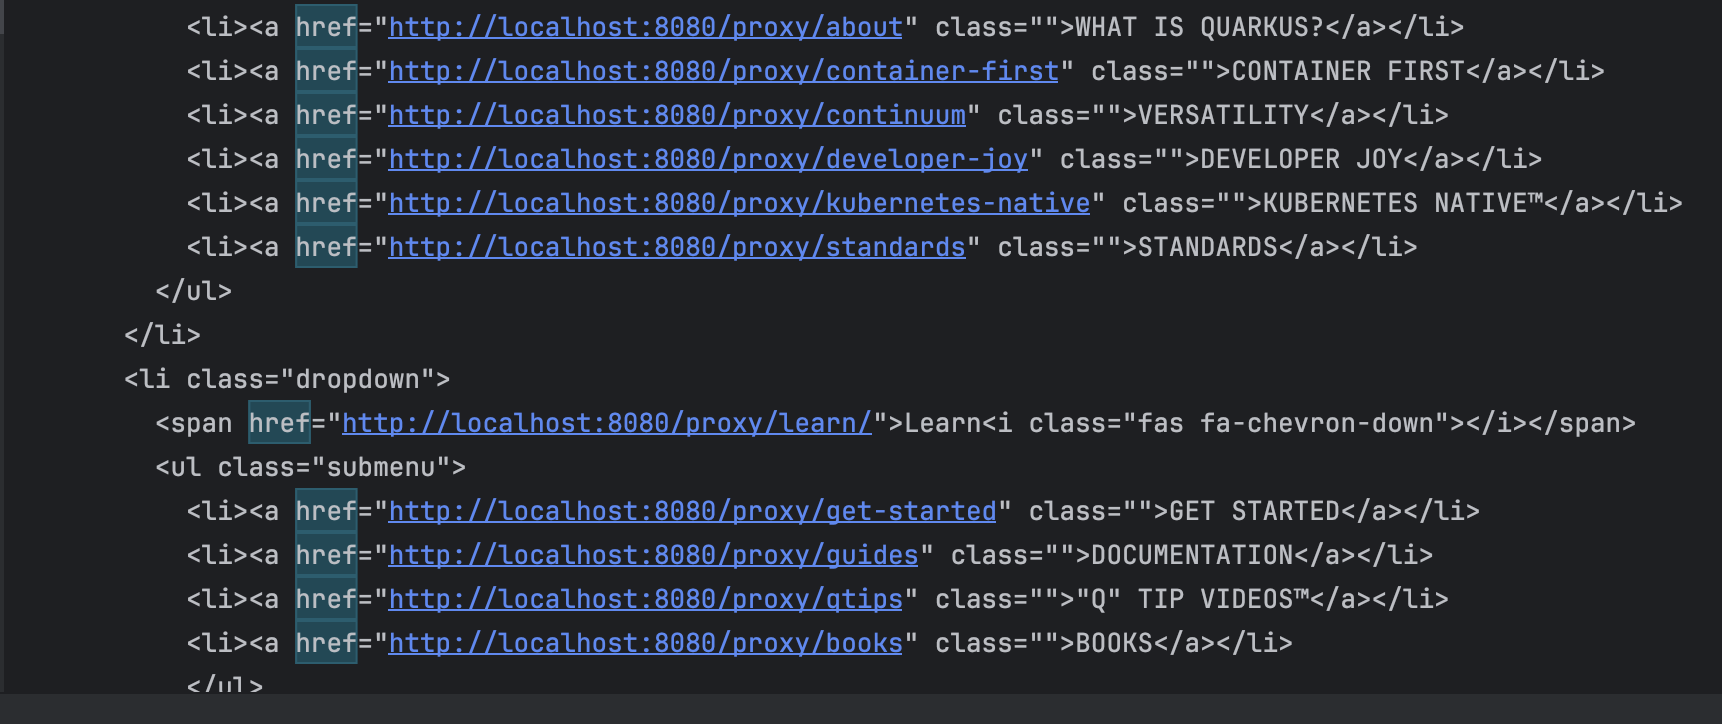 <li><a href="http://localhost:8080/proxy/about" class="">WHAT IS QUARKUS?</a></li>
<li><a href="http://localhost:8080/proxy/container-first" class="">CONTAINER FIRST</a></li>
<li><a href="http://localhost:8080/proxy/continuum" class="">VERSATILITY</a></li>
<li><a href="http://localhost:8080/proxy/developer-joy" class="">DEVELOPER JOY</a></li>
<li><a href="http://localhost:8080/proxy/kubernetes-native" class="">KUBERNETES NATIVE™</a></li>
<li><a href="http://localhost:8080/proxy/standards" class="">STANDARDS</a></li>
</ul>
</li>
<li class="dropdown">
<span href="http://localhost:8080/proxy/learn/">Learn<i class="fas fa-chevron-down"></i></span>
<ul class="submenu">
<li><a href="http://localhost:8080/proxy/get-started" class="">GET STARTED</a></li>
<li><a href="http://localhost:8080/proxy/guides" class="">DOCUMENTATION</a></li>
<li><a href="http://localhost:8080/proxy/qtips" class="">"Q" TIP VIDEOS™</a></li>
<li><a href="http://localhost:8080/proxy/books" class="">BOOKS</a></li>
</ul>